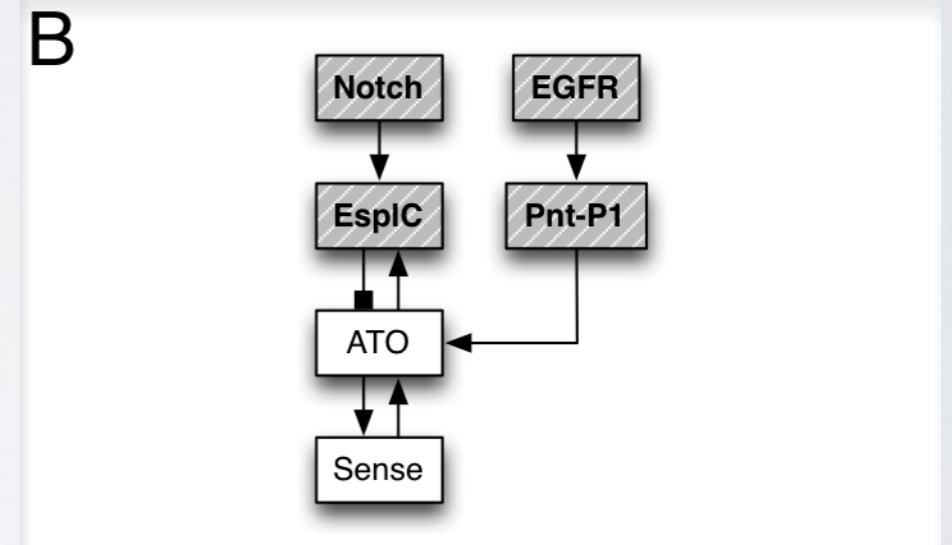 B
Notch
EGFR
EsplC
Pnt-P1
ATO
Sense